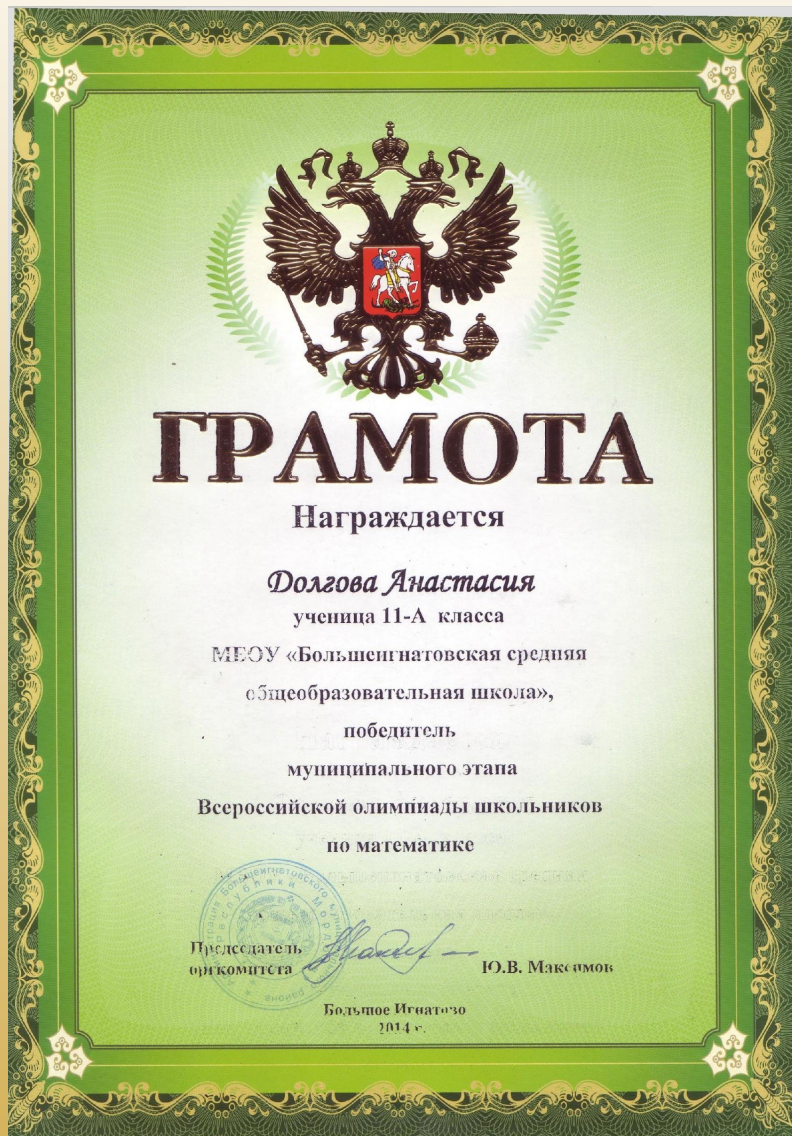 ГРАМОТА
Награждается
Долгова Анастасия
ученица 11-А класса
МБОУ «Большеигнатовская средняя
общеобразовательная школа»,
победитель
муниципального этапа
Всероссийской олимпиады школьников
по математике
Председатель
оргкомитета
Ю.В. Максимов
Большое Игнатово
2014 г.